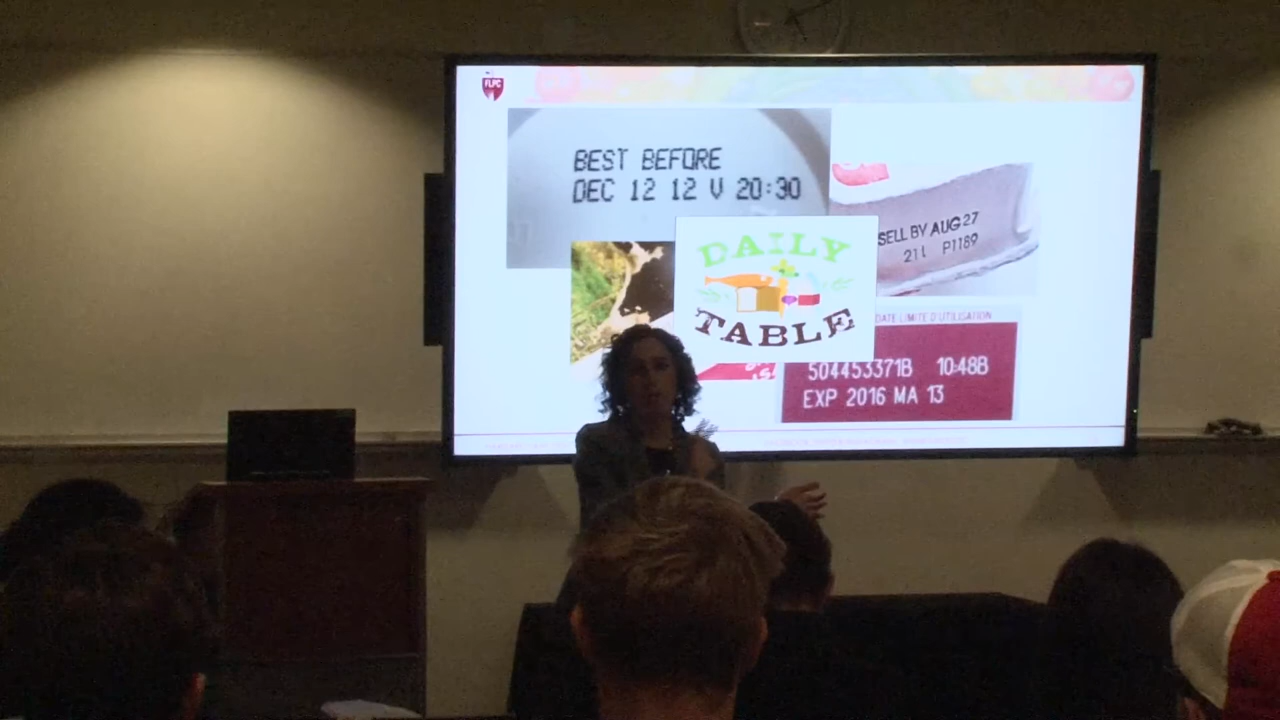 FLPC
BEST BEFORE
DEC 12 12 V 20:30
SELL BY AUG 27
21L P1189
DAILY
TABLE
DATE LIMITE D'UTILISATION
504453371B 10:48B
EXP 2016 MA 13